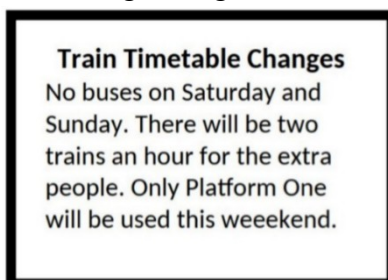 Train Timetable Changes
No buses on Saturday and
Sunday. There will be two
trains an hour for the extra
people. Only Platform One
will be used this weeekend.